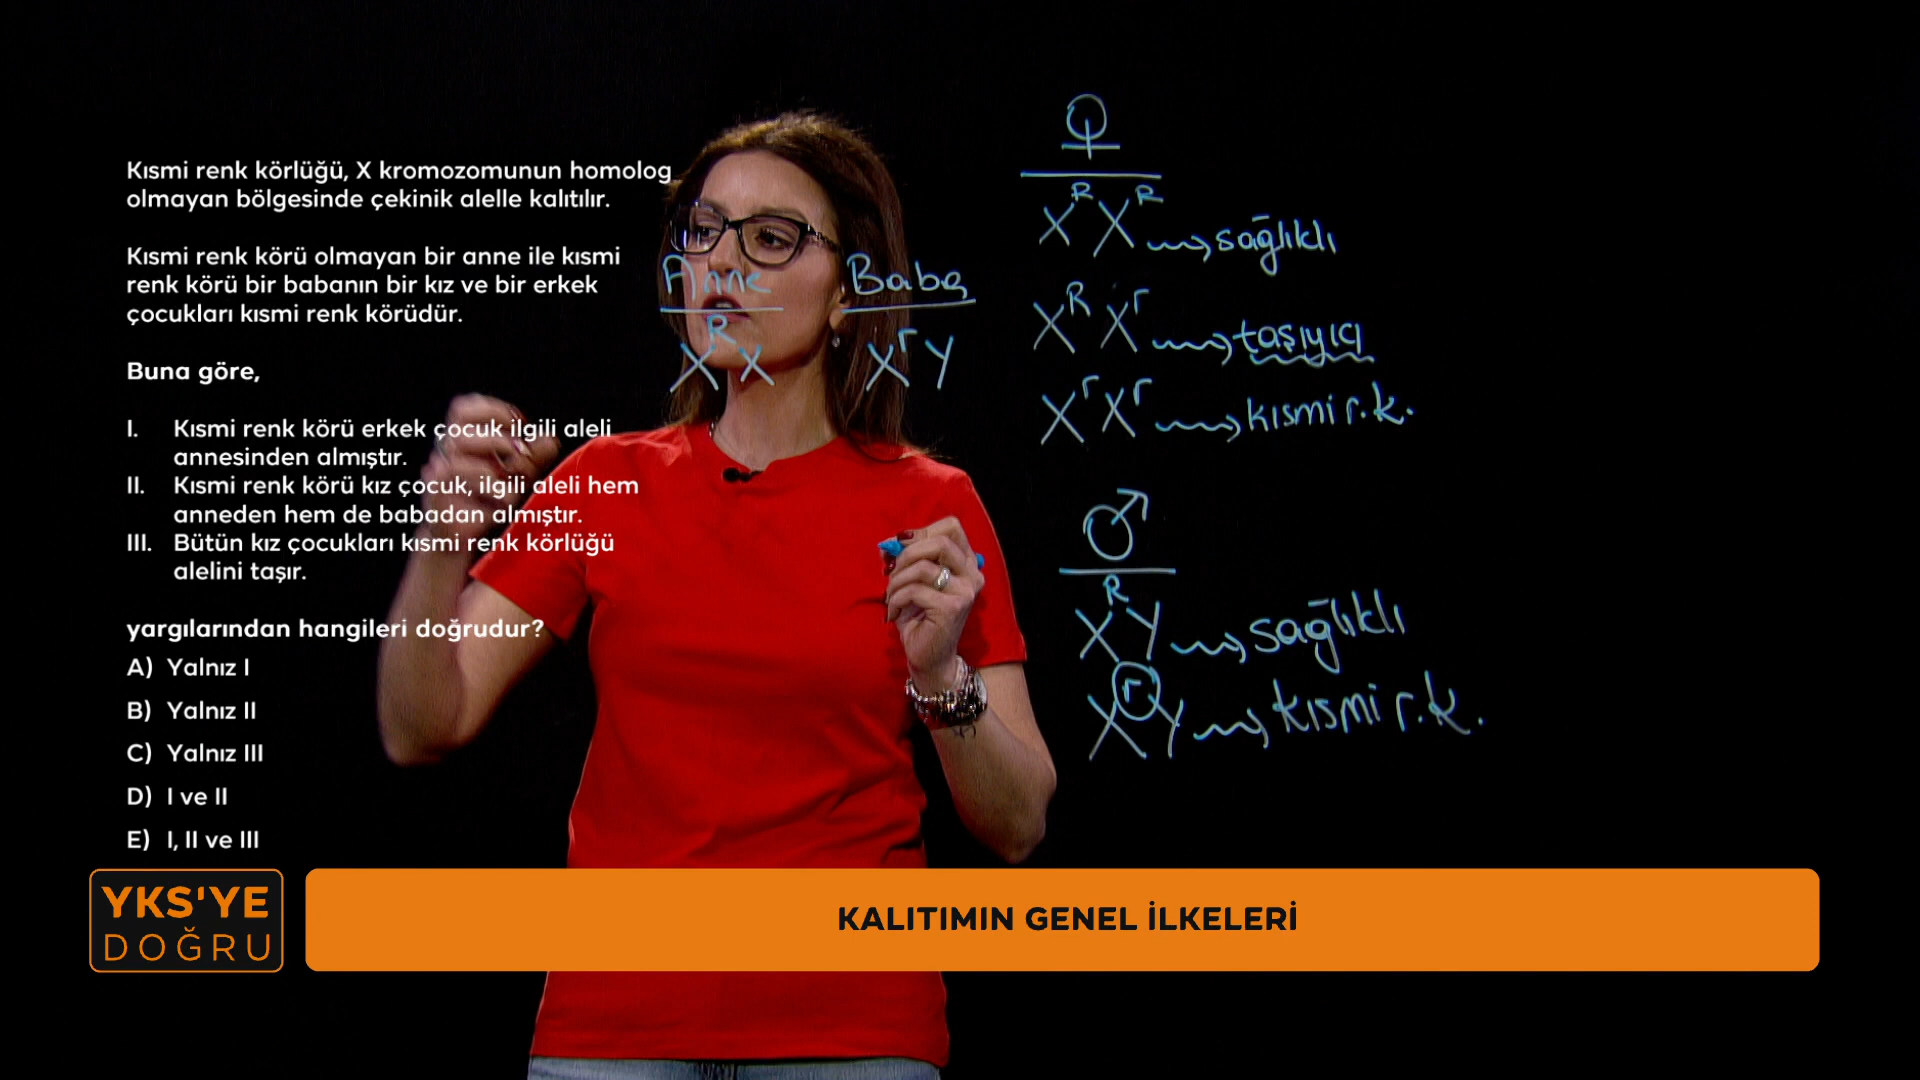 Kısmi renk körlüğü, X kromozomunun homolog
olmayan bölgesinde çekinik alelle kalıtılır.
Kısmi renk körü olmayan bir anne ile kısmi
renk körü bir babanın bir kız ve bir erkek
çocukları kısmi renk körüdür.
Buna göre,
I. Kısmi renk körü erkek çocuk ilgili aleli
annesinden almıştır.
II. Kısmi renk körü kız çocuk, ilgili aleli hem
anneden hem de babadan almıştır.
III. Bütün kız çocukları kısmi renk körlüğü
alelini taşır.
yargılarından hangileri doğrudur?
A) Yalnız I
B) Yalnız II
C) Yalnız III
D) I ve II
E) I, II ve III
Anne Baba
X^R X X^r Y
♀
X^R X^R → sağlıklı
X^R X^r → taşıyıcı
X^r X^r → kısmi r.k.
♂
X^R Y → sağlıklı
X^r Y → kısmi r.k.
YKS'YE
DOĞRU
KALITIMIN GENEL İLKELERİ